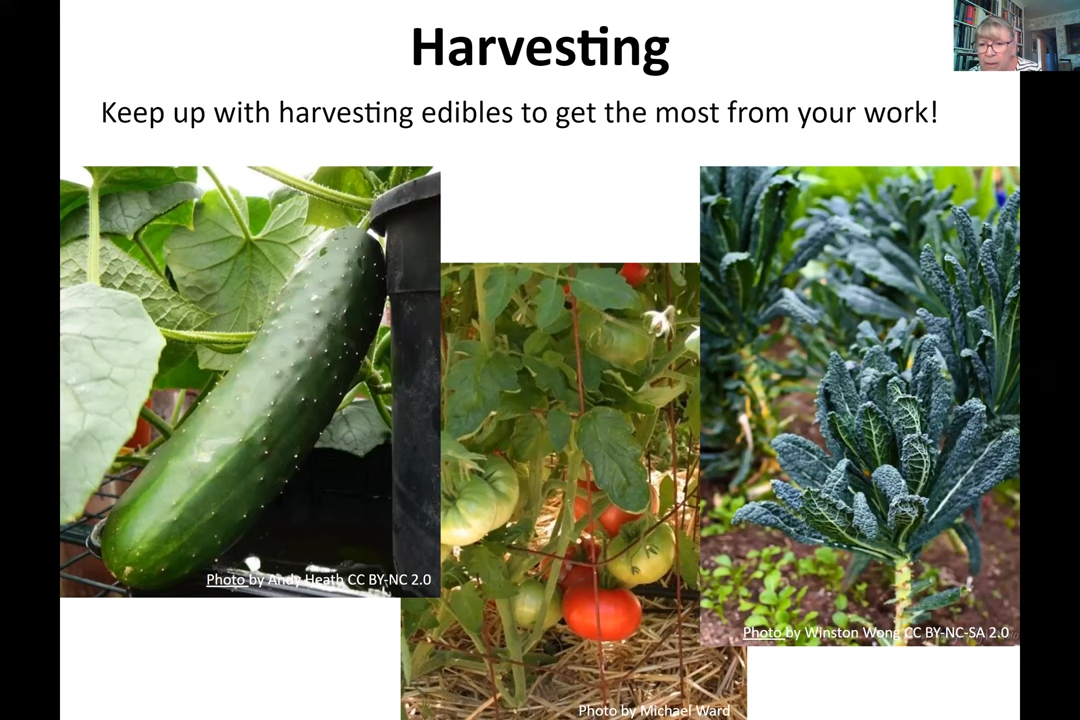 Harvesting
Keep up with harvesting edibles to get the most from your work!
Photo by Andy Heath CC BY-NC 2.0
Photo by Winston Wong CC BY-NC-SA 2.0
Photo by Michael Ward